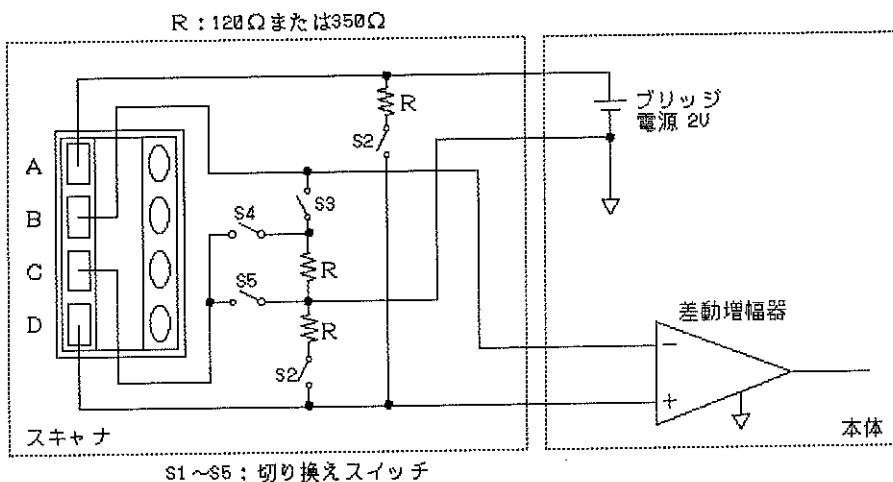 R:120Ωまたは350Ω
ブリッジ
電源 2V
R
S2
A
B
C
D
S3
S4
R
S5
R
S2
差動増幅器
−
+
スキャナ
本体
S1~S5;切り換えスイッチ